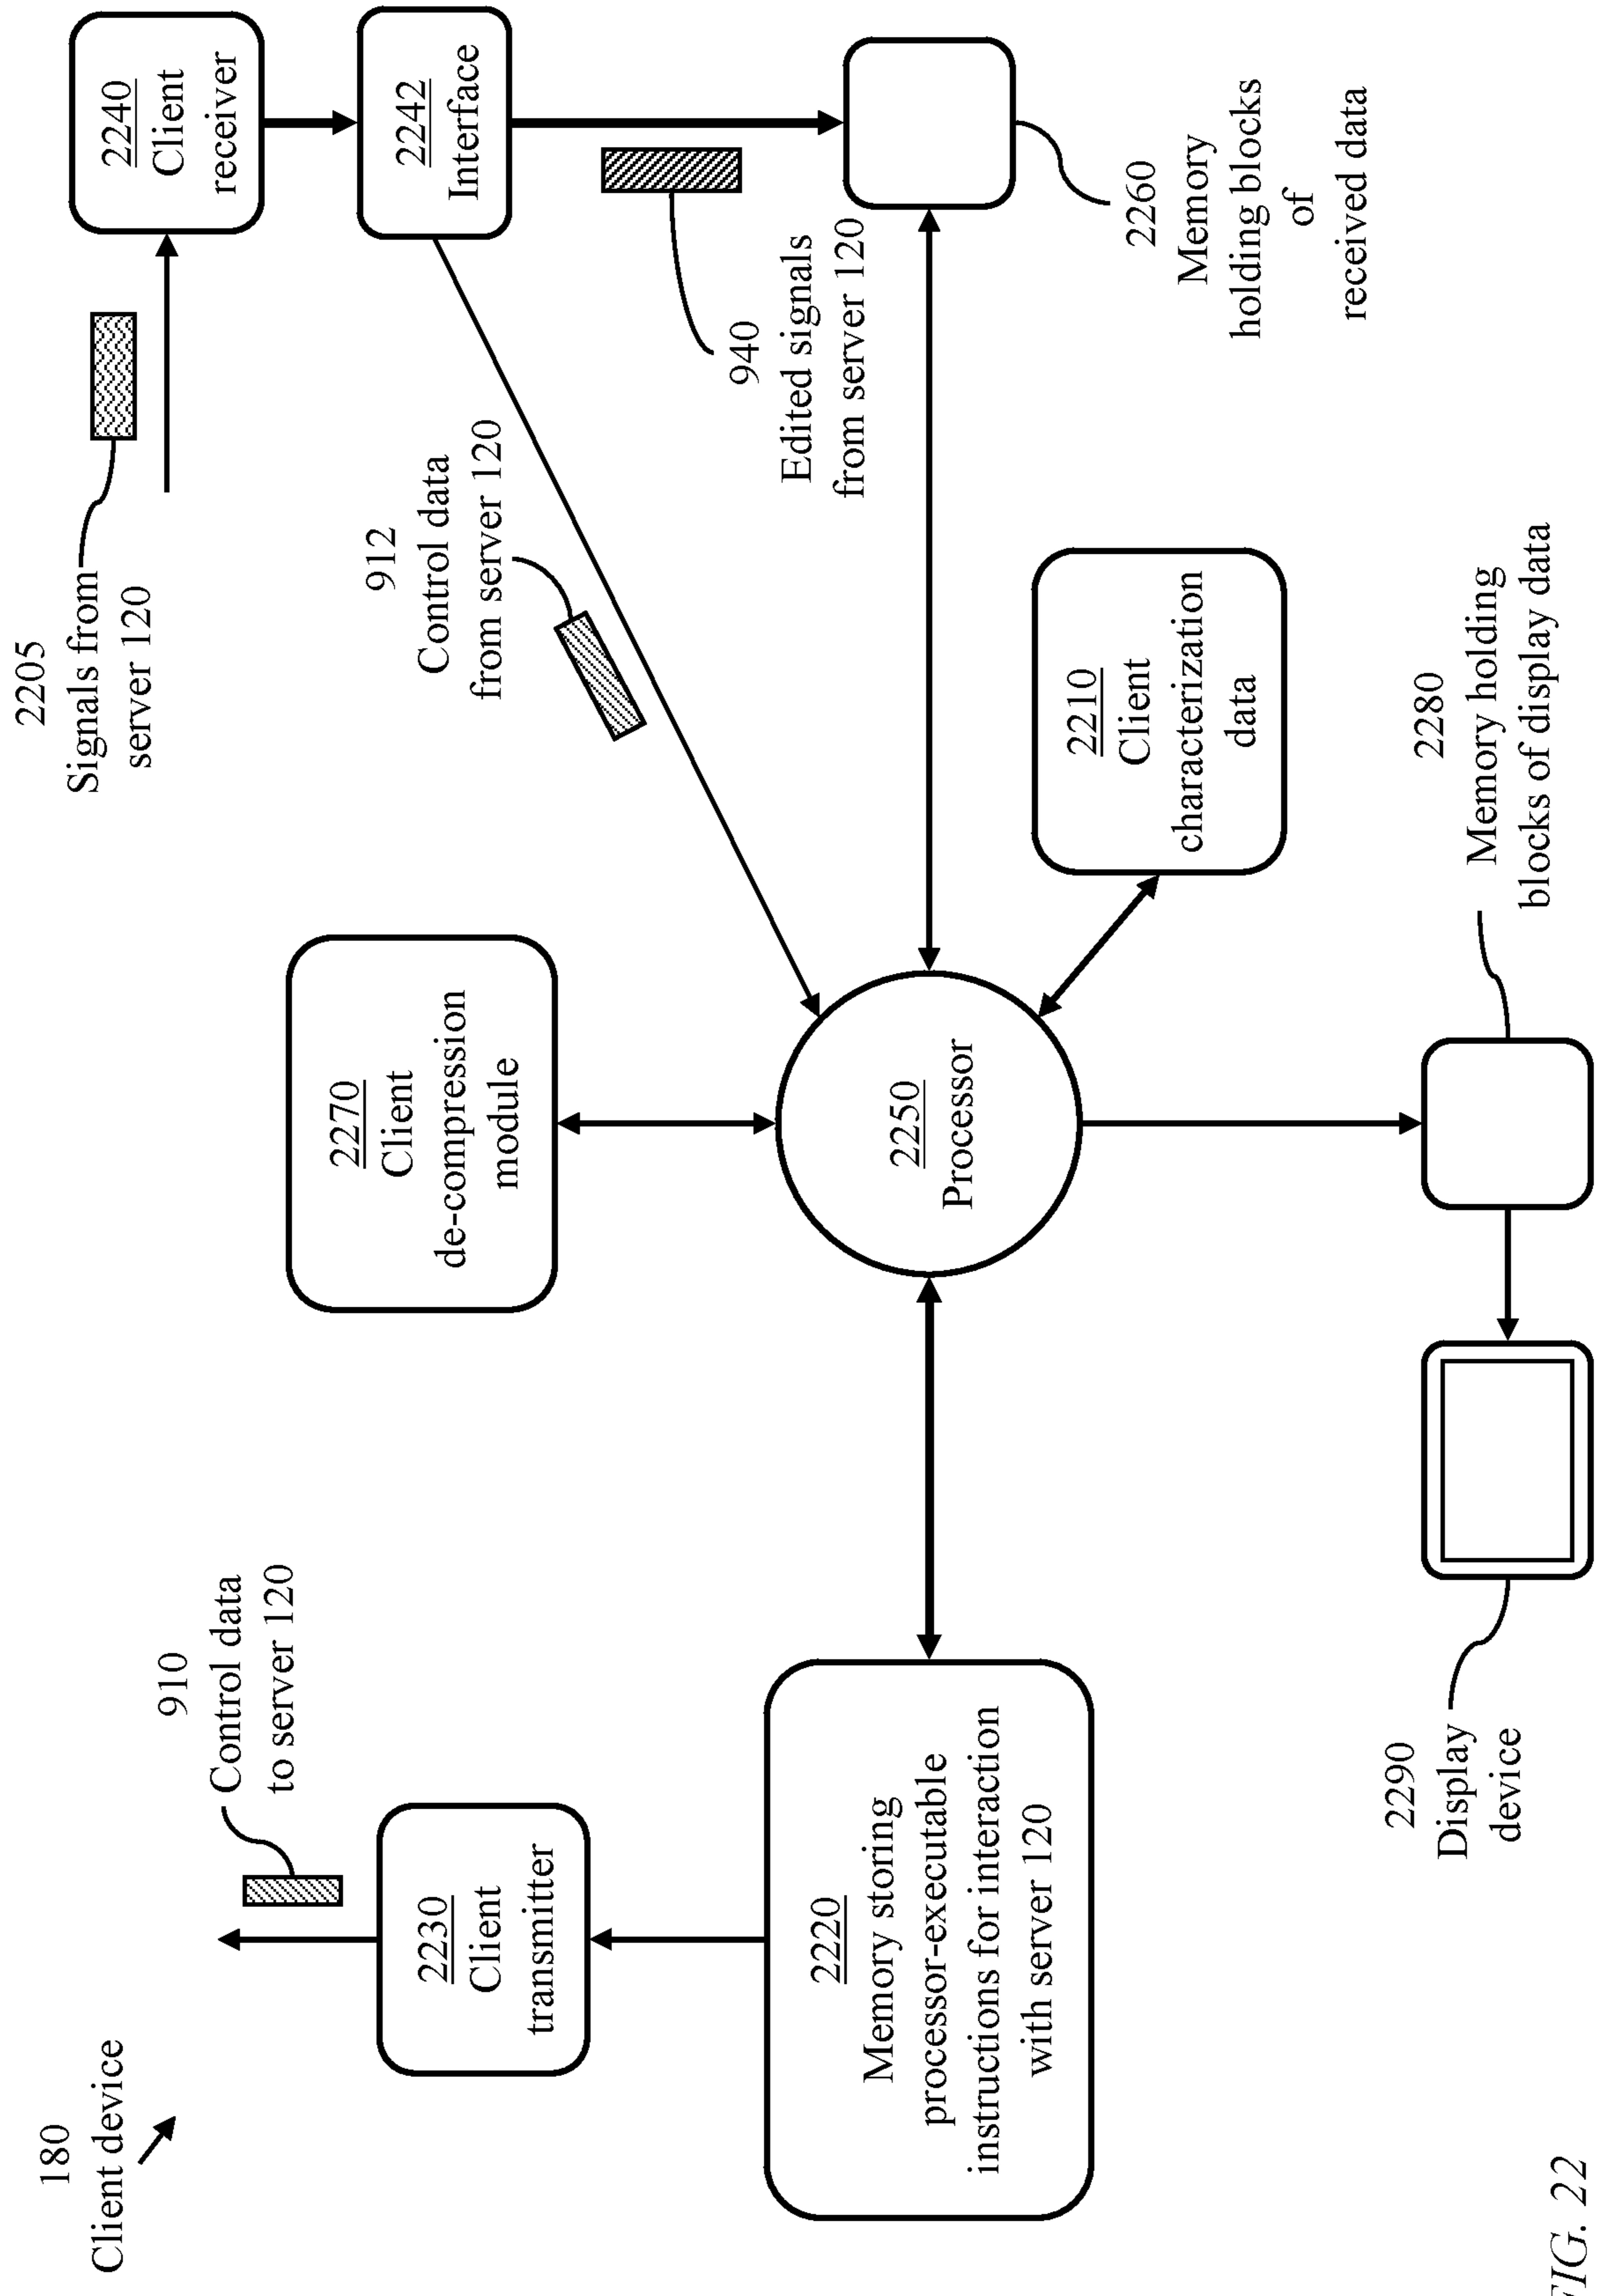 180
Client device
910
Control data
to server 120
2230
Client
transmitter
2220
Memory storing
processor-executable
instructions for interaction
with server 120
2270
Client
de-compression
module
2250
Processor
2205
Signals from
server 120
2240
Client
receiver
2242
Interface
912
Control data
from server 120
940
Edited signals
from server 120
2260
Memory
holding blocks
of
received data
2210
Client
characterization
data
2280
Memory holding
blocks of display data
2290
Display
device
FIG. 22